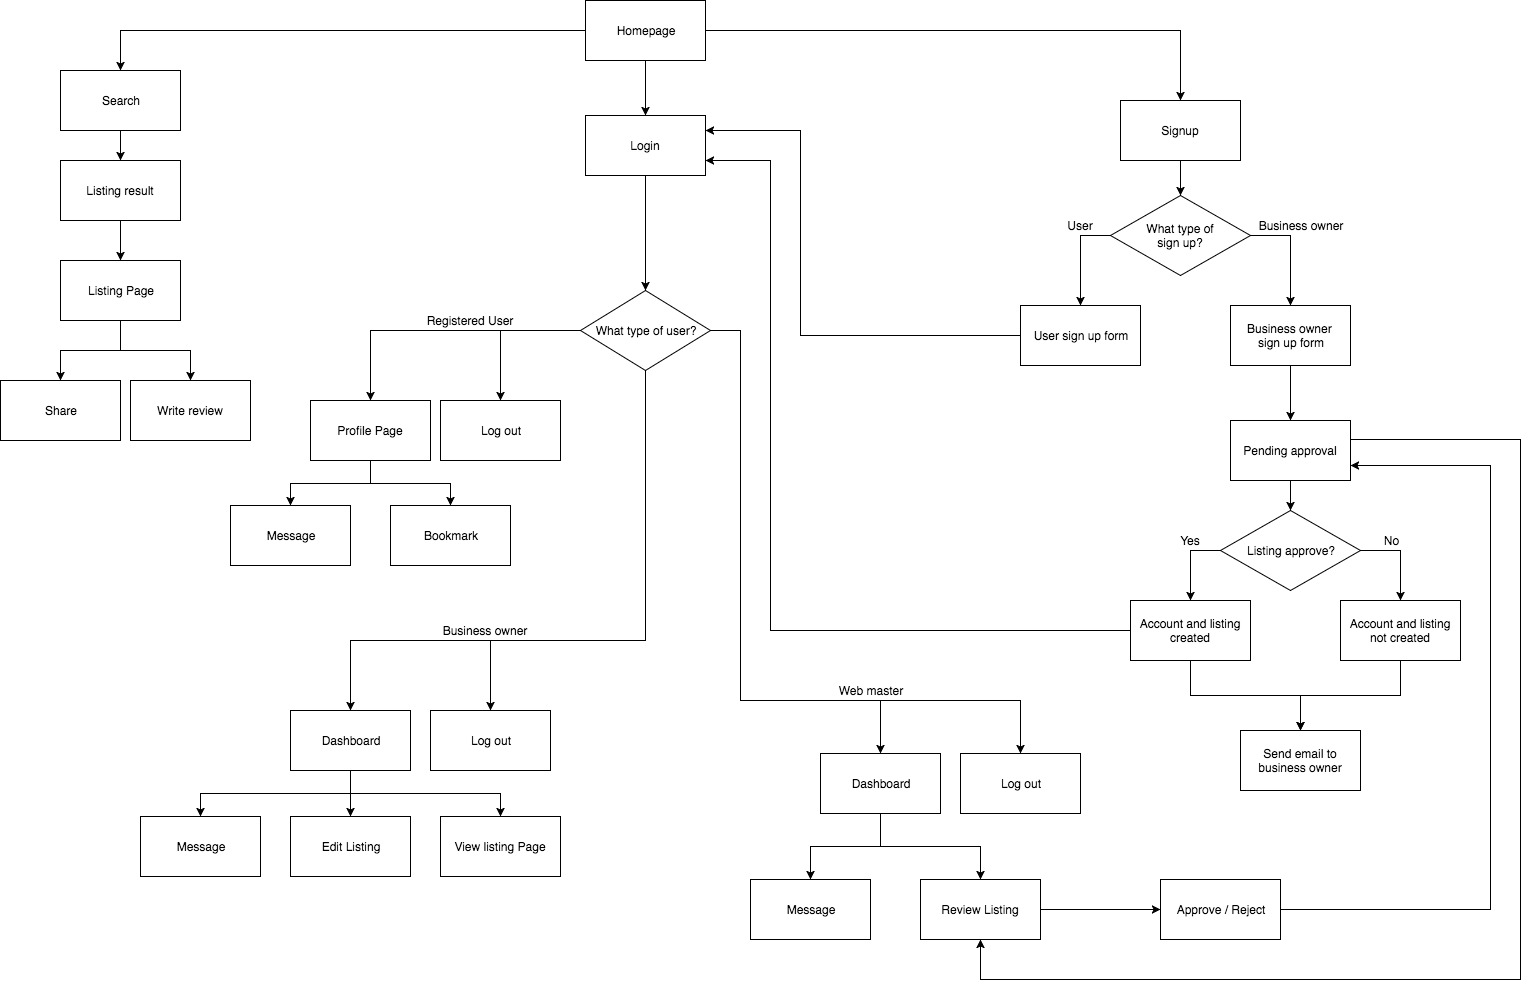 Homepage
Search
Login
Signup
Listing result
What type of
sign up?
User
Business owner
Listing Page
Registered User
What type of user?
User sign up form
Business owner
sign up form
Share
Write review
Profile Page
Log out
Pending approval
Message
Bookmark
Listing approve?
Yes
No
Business owner
Account and listing
created
Account and listing
not created
Web master
Dashboard
Log out
Send email to
business owner
Dashboard
Log out
Message
Edit Listing
View listing Page
Message
Review Listing
Approve / Reject